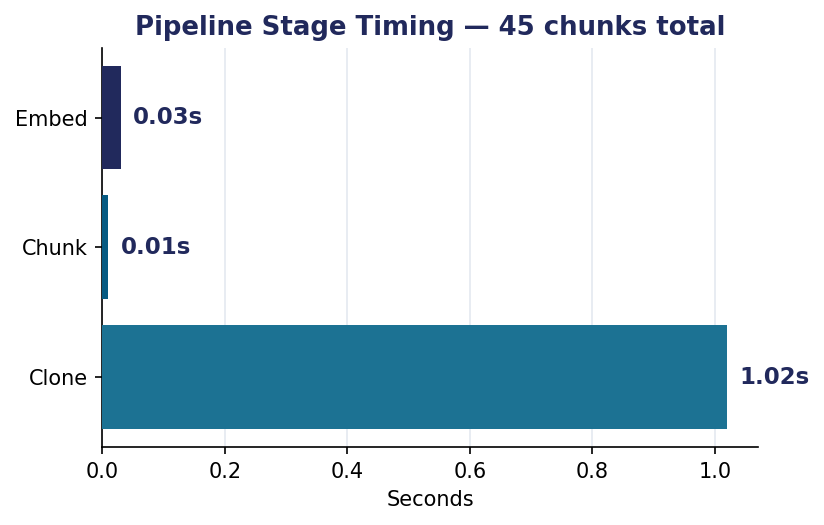 Pipeline Stage Timing — 45 chunks total
Embed
0.03s
Chunk
0.01s
Clone
1.02s
0.0 0.2 0.4 0.6 0.8 1.0
Seconds